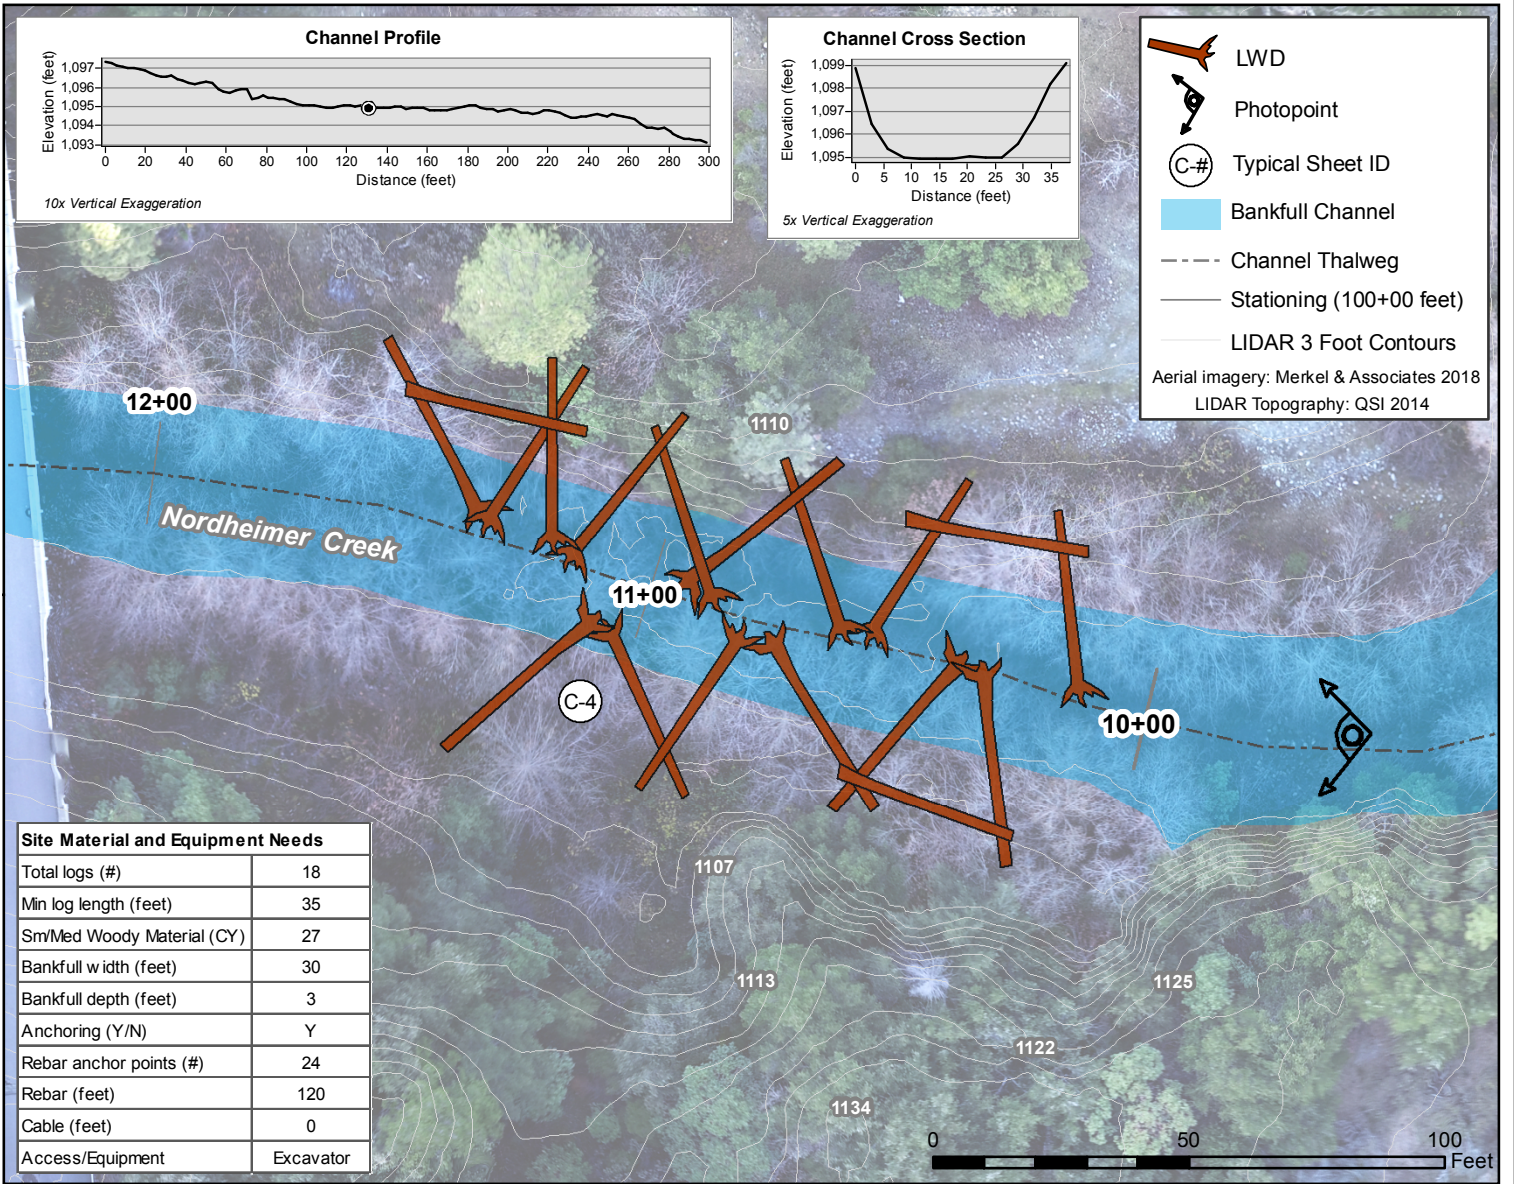 Channel Profile
Elevation (feet)
1,097
1,096
1,095
1,094
1,093
0 20 40 60 80 100 120 140 160 180 200 220 240 260 280 300
Distance (feet)
10x Vertical Exaggeration
Channel Cross Section
Elevation (feet)
1,099
1,098
1,097
1,096
1,095
0 5 10 15 20 25 30 35
Distance (feet)
5x Vertical Exaggeration
LWD
Photopoint
C-# Typical Sheet ID
Bankfull Channel
Channel Thalweg
Stationing (100+00 feet)
LIDAR 3 Foot Contours
Aerial imagery: Merkel & Associates 2018
LIDAR Topography: QSI 2014
12+00
1110
Nordheimer Creek
11+00
C-4
10+00
1107
1113
1125
1122
1134
Site Material and Equipment Needs
Total logs (#) 18
Min log length (feet) 35
Sm/Med Woody Material (CY) 27
Bankfull width (feet) 30
Bankfull depth (feet) 3
Anchoring (Y/N) Y
Rebar anchor points (#) 24
Rebar (feet) 120
Cable (feet) 0
Access/Equipment Excavator
0 50 100
Feet